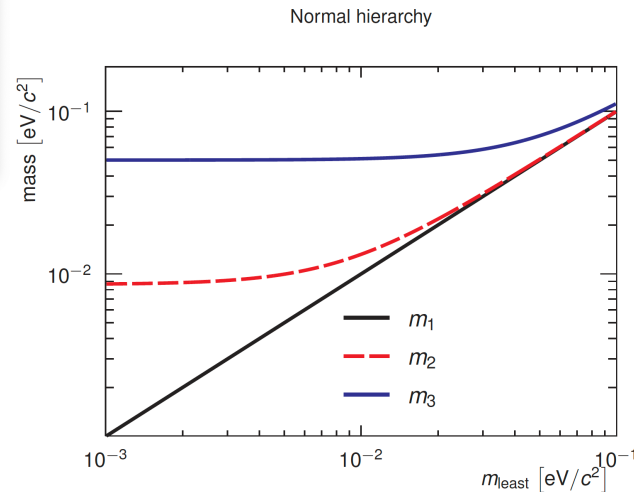 Normal hierarchy
mass [eV/c²]
10⁻¹
10⁻²
m₁
m₂
m₃
10⁻³
10⁻²
10⁻¹
m_least [eV/c²]